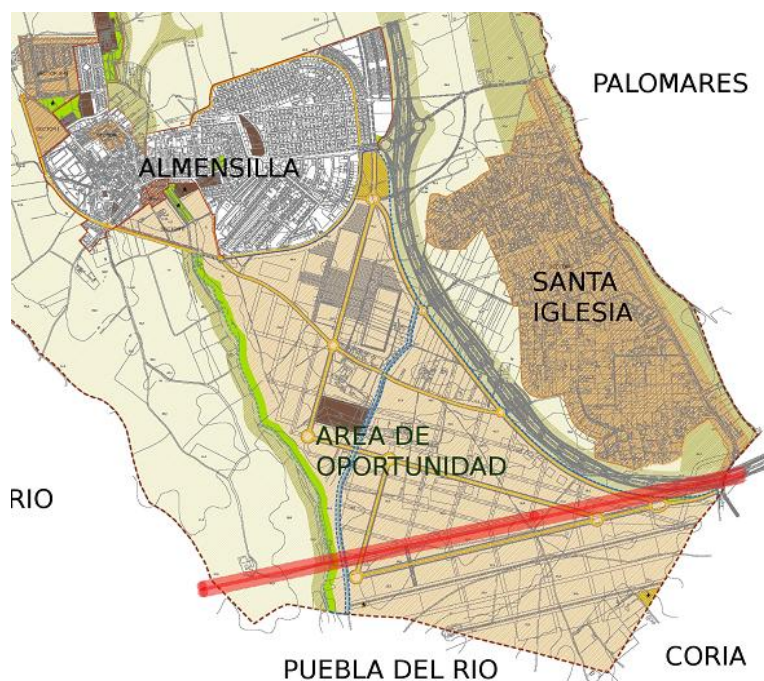 PALOMARES
ALMENSILLA
SANTA
IGLESIA
AREA DE
OPORTUNIDAD
RIO
CORIA
PUEBLA DEL RIO